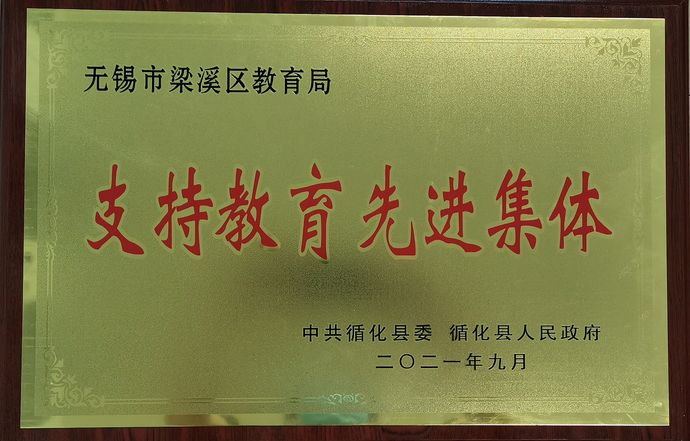 无锡市梁溪区教育局
支持教育先进集体
中共循化县委 循化县人民政府
二〇二一年九月